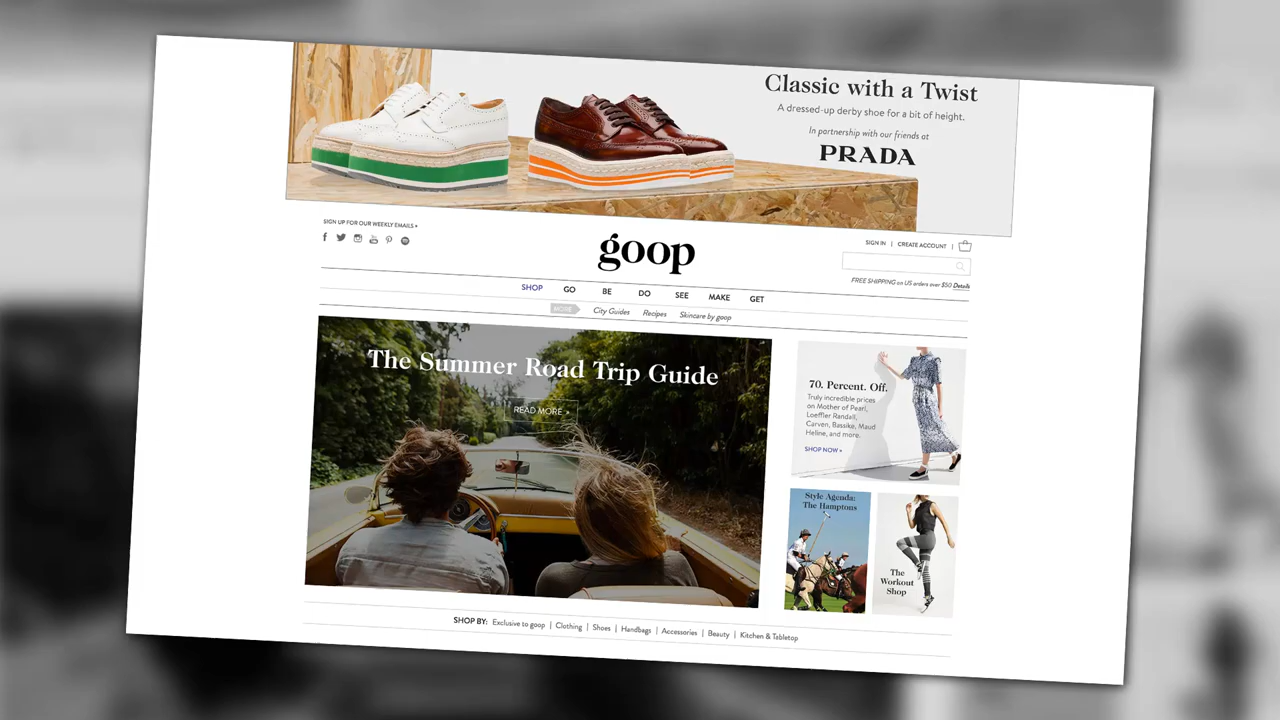 Classic with a Twist
A dressed-up derby shoe for a bit of height.
In partnership with our friends at
PRADA
SIGN UP FOR OUR WEEKLY EMAILS
goop
SIGN IN | CREATE ACCOUNT |
FREE SHIPPING on US orders over $50 Details
SHOP GO BE DO SEE MAKE GET
MORE City Guides Recipes Skincare by goop
The Summer Road Trip Guide
READ MORE »
70. Percent. Off.
Truly incredible prices
on Mother of Pearl,
Loeffler Randall,
Carven, Bassike, Maud
Heline, and more.
SHOP NOW »
Style Agenda:
The Hamptons
The
Workout
Shop
SHOP BY: Exclusive to goop | Clothing | Shoes | Handbags | Accessories | Beauty | Kitchen & Tabletop